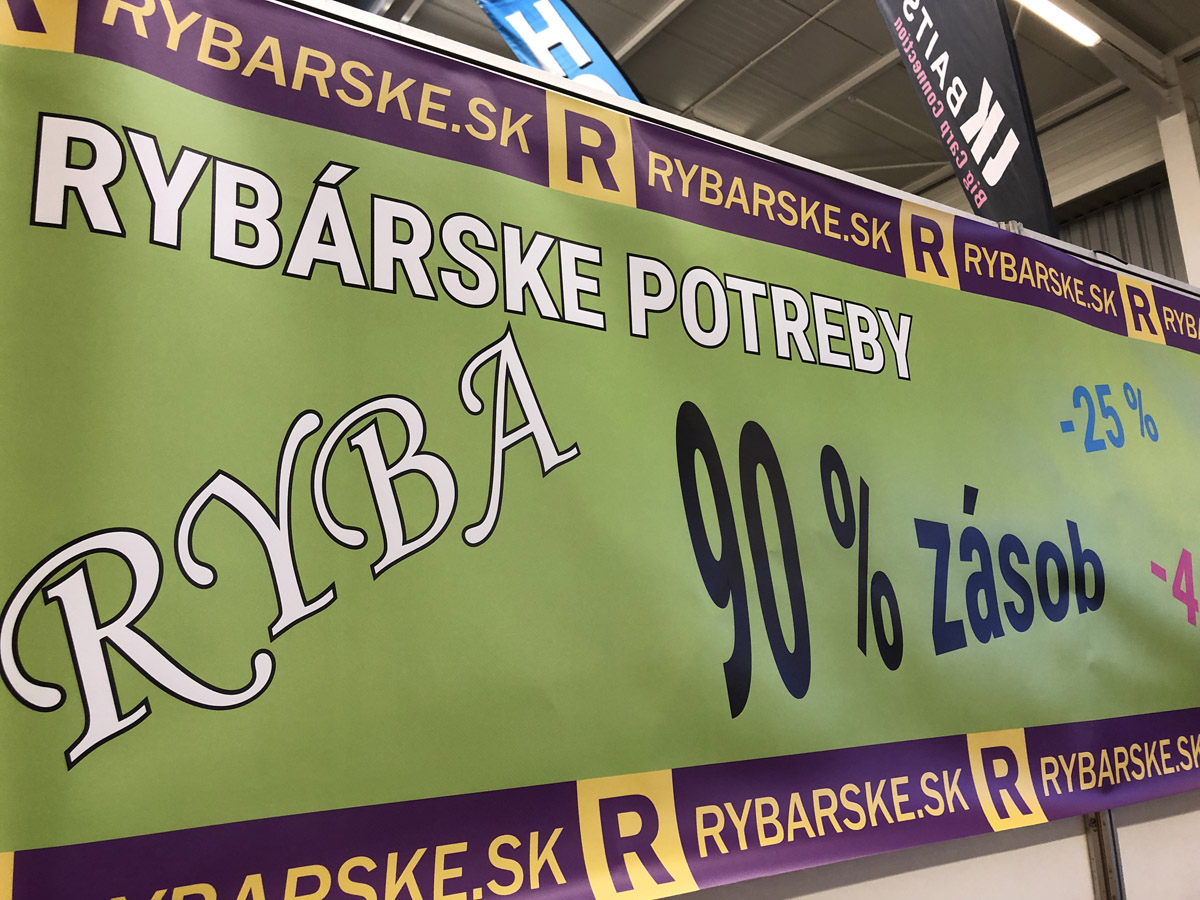 RYBARSKE.SK R RYBARSKE.SK R RYBARSKE.SK R
RYBÁRSKE POTREBY
RYBA
90 % zásob
-25 %
-4
RYBARSKE.SK R RYBARSKE.SK R RYBARSKE.SK
LK BAITS
Big Carp Connection